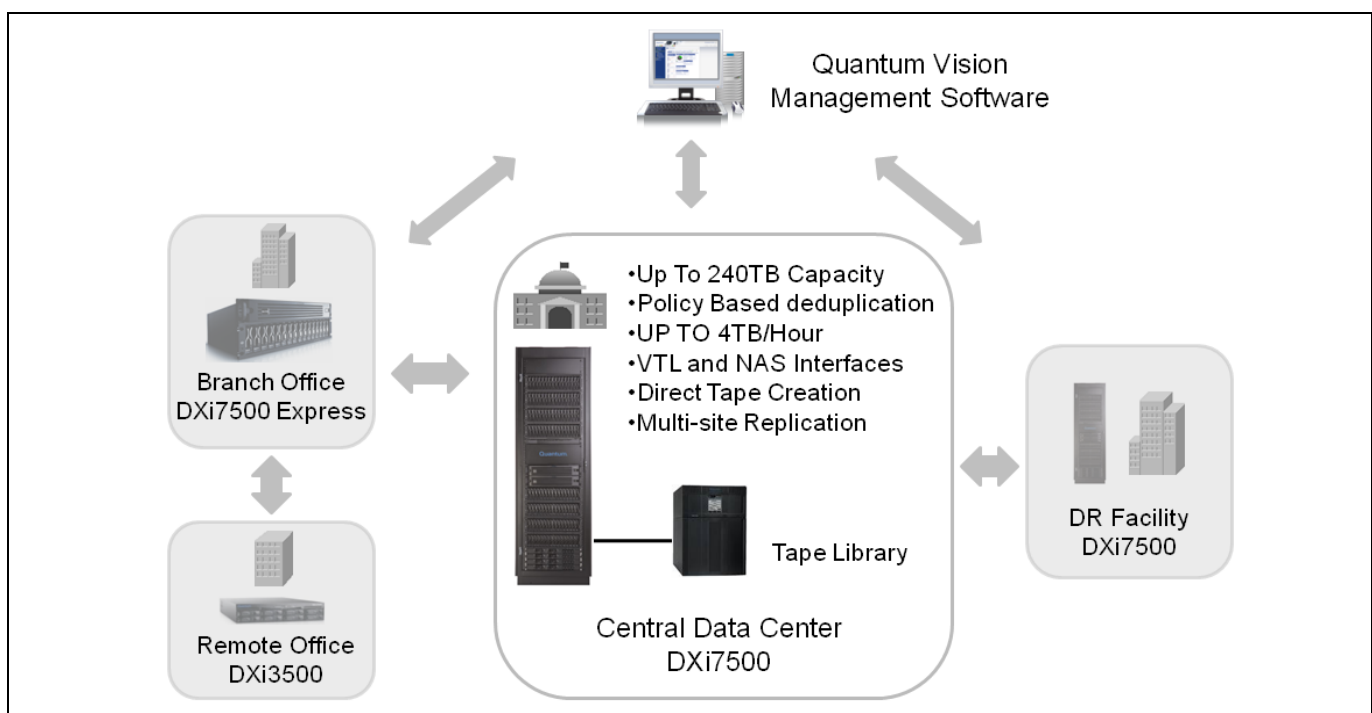 Quantum Vision
Management Software
•Up To 240TB Capacity
•Policy Based deduplication
•UP TO 4TB/Hour
•VTL and NAS Interfaces
•Direct Tape Creation
•Multi-site Replication
Branch Office
DXi7500 Express
Quantum
Tape Library
DR Facility
DXi7500
Remote Office
DXi3500
Central Data Center
DXi7500